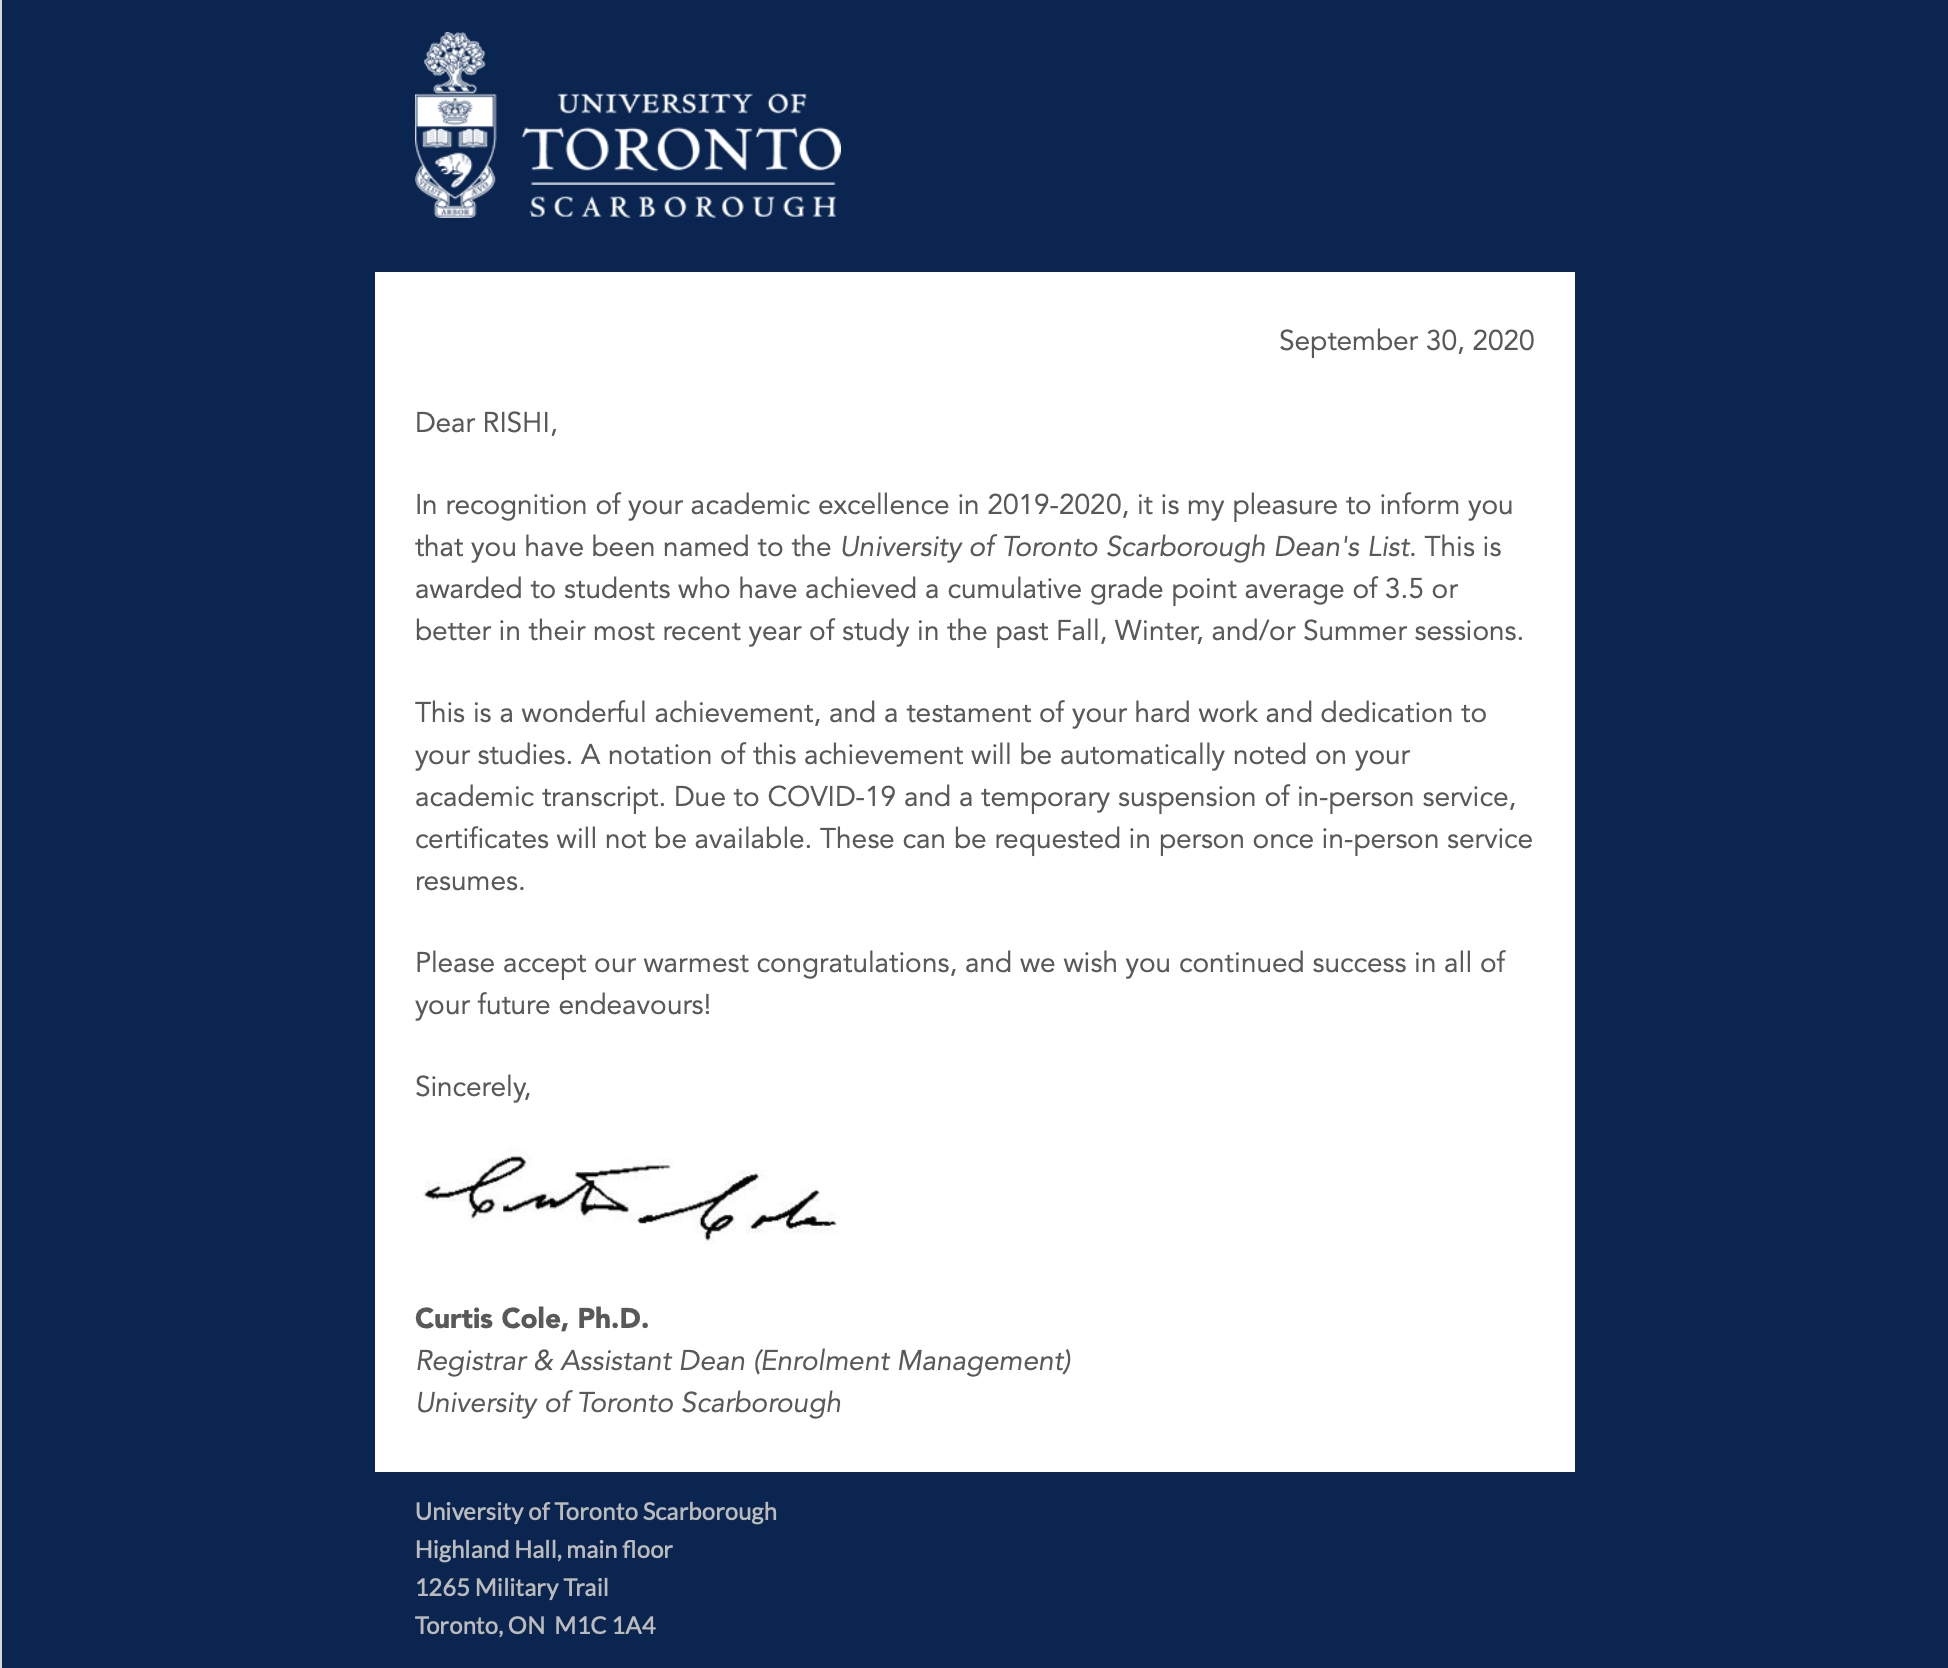 UNIVERSITY OF
TORONTO
SCARBOROUGH
September 30, 2020
Dear RISHI,
In recognition of your academic excellence in 2019-2020, it is my pleasure to inform you
that you have been named to the University of Toronto Scarborough Dean's List. This is
awarded to students who have achieved a cumulative grade point average of 3.5 or
better in their most recent year of study in the past Fall, Winter, and/or Summer sessions.
This is a wonderful achievement, and a testament of your hard work and dedication to
your studies. A notation of this achievement will be automatically noted on your
academic transcript. Due to COVID-19 and a temporary suspension of in-person service,
certificates will not be available. These can be requested in person once in-person service
resumes.
Please accept our warmest congratulations, and we wish you continued success in all of
your future endeavours!
Sincerely,
Curtis Cole
Curtis Cole, Ph.D.
Registrar & Assistant Dean (Enrolment Management)
University of Toronto Scarborough
University of Toronto Scarborough
Highland Hall, main floor
1265 Military Trail
Toronto, ON M1C 1A4